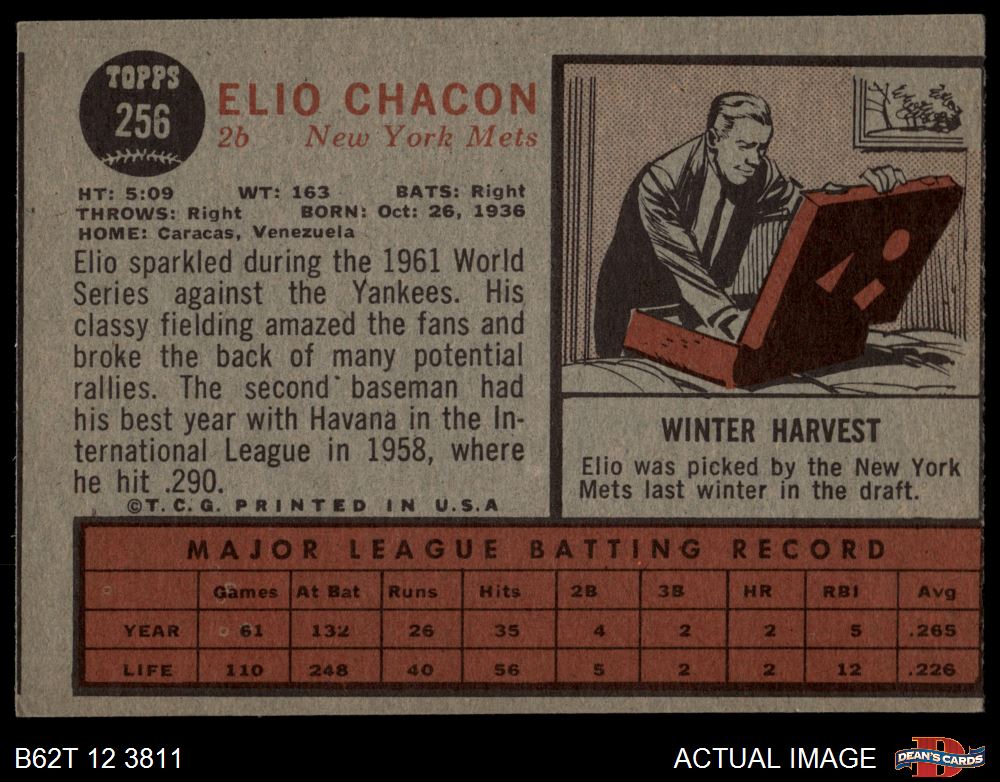 TOPPS
256
ELIO CHACON
2b New York Mets
HT: 5:09 WT: 163 BATS: Right
THROWS: Right BORN: Oct: 26, 1936
HOME: Caracas, Venezuela
Elio sparkled during the 1961 World
Series against the Yankees. His
classy fielding amazed the fans and
broke the back of many potential
rallies. The second baseman had
his best year with Havana in the In-
ternational League in 1958, where
he hit .290.
©T.C.G. PRINTED IN U.S.A
WINTER HARVEST
Elio was picked by the New York
Mets last winter in the draft.
MAJOR LEAGUE BATTING RECORD
Games At Bat Runs Hits 2B 3B HR RBI Avg
YEAR 61 132 26 35 4 2 2 5 .265
LIFE 110 248 40 56 5 2 2 12 .226
B62T 12 3811
ACTUAL IMAGE
D
DEAN'S CARDS